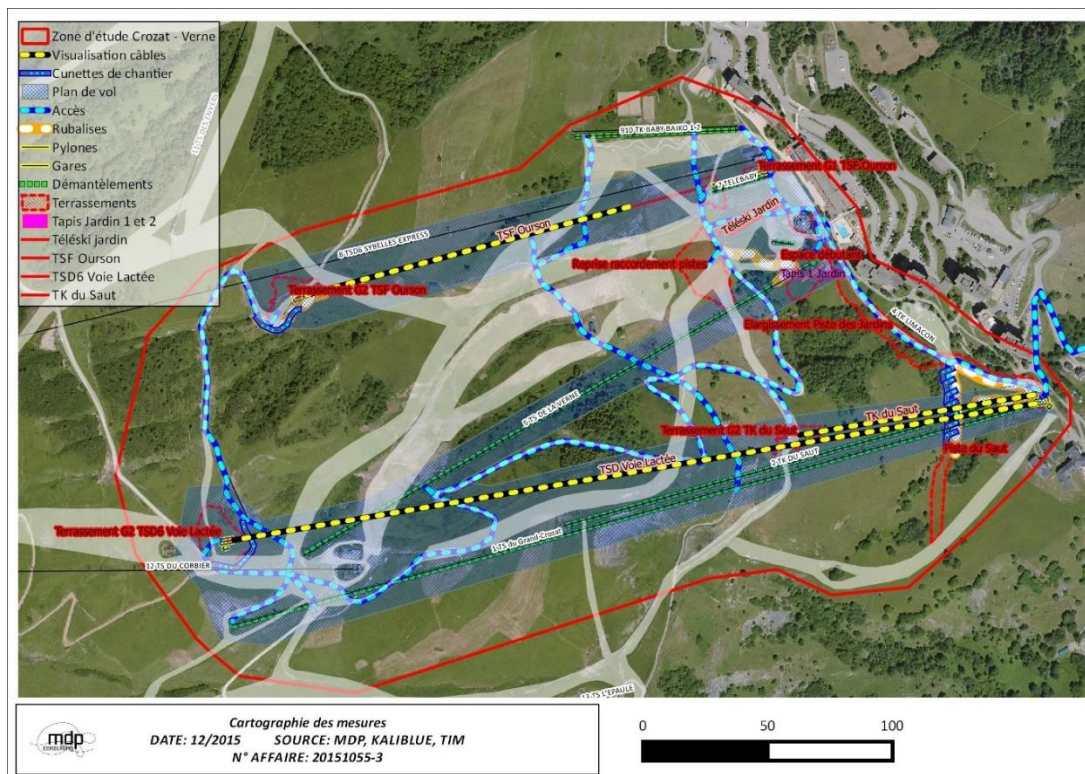 Zone d'étude Crozat - Verne
Visualisation câbles
Cunettes de chantier
Plan de vol
Accès
Rubalises
Pylones
Gares
Démantèlements
Terrassements
Tapis Jardin 1 et 2
Téléski jardin
TSF Ourson
TSD6 Voie Lactée
TK du Saut
910 TK BABY BAIKO 1-2
Terrassement G1 TSF Ourson
7 TELEBABY
Téléski Jardin
TSF Ourson
8-TSD6 SYBELLES EXPRESS
Espace débutant
Reprise raccordement pistes
Tapis 1 Jardin
Terrassement G2 TSF Ourson
Elargissement Piste des Jardins
4-TK LIMACON
TK du Saut
Terrassement G2 TK du Saut
Piste du Saut
TSD Voie Lactée
2-TK DU SAUT
Terrassement G2 TSD6 Voie Lactée
1-TS du Grand-Crozat
12-TS DU CORBIER
13-TS L'EPAULE
mdp
CONSULTING
Cartographie des mesures
DATE: 12/2015 SOURCE: MDP, KALIBLUE, TIM
N° AFFAIRE: 20151055-3
0 50 100